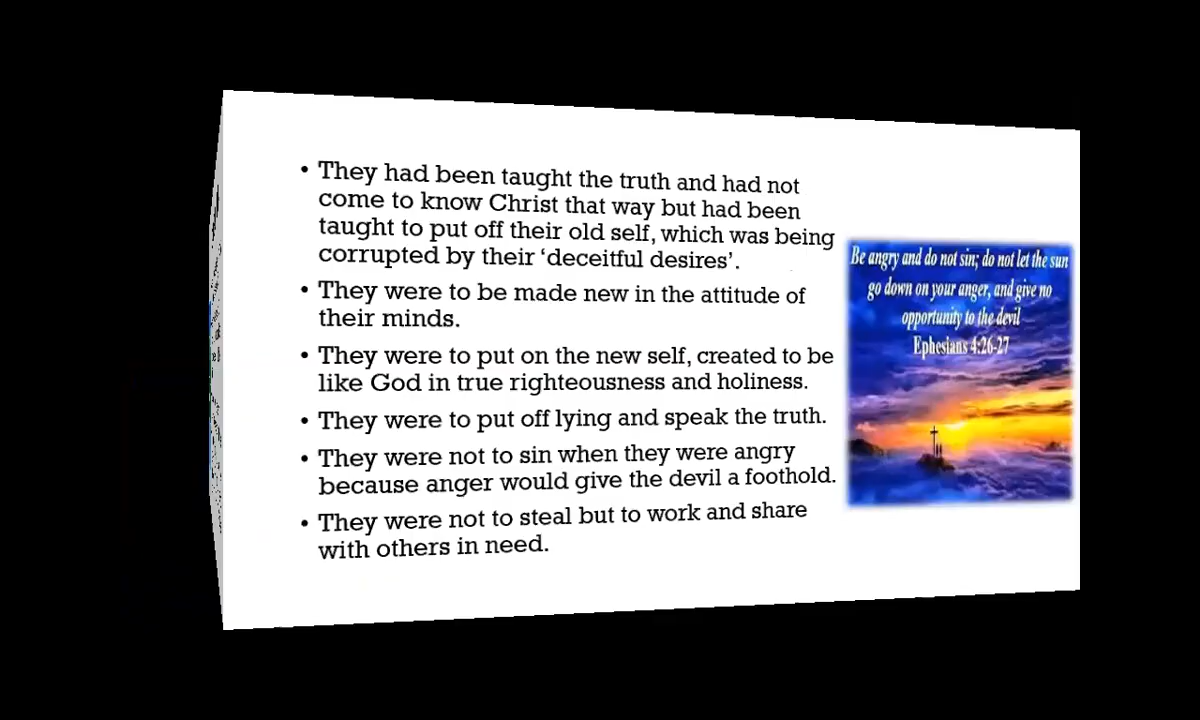 • They had been taught the truth and had not
come to know Christ that way but had been
taught to put off their old self, which was being
corrupted by their ‘deceitful desires’.
• They were to be made new in the attitude of
their minds.
• They were to put on the new self, created to be
like God in true righteousness and holiness.
• They were to put off lying and speak the truth.
• They were not to sin when they were angry
because anger would give the devil a foothold.
• They were not to steal but to work and share
with others in need.
Be angry and do not sin; do not let the sun
go down on your anger, and give no
opportunity to the devil
Ephesians 4:26-27